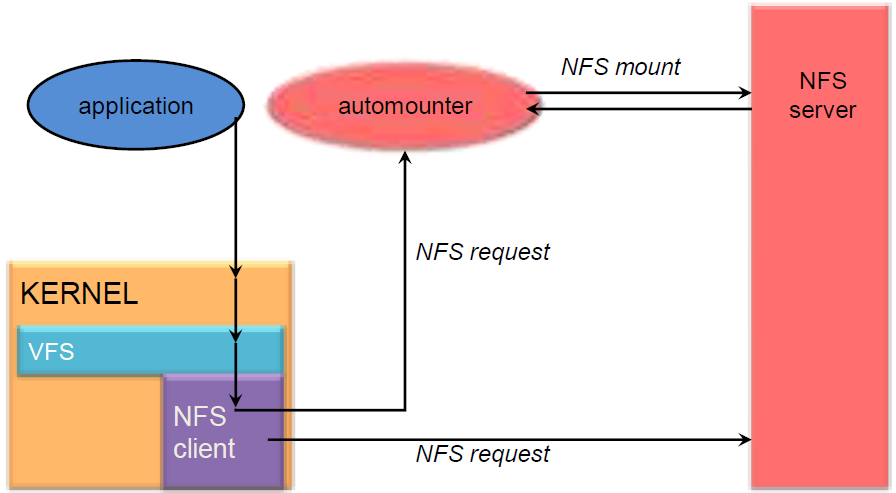 NFS mount
NFS
server
application
automounter
NFS request
KERNEL
VFS
NFS
client
NFS request